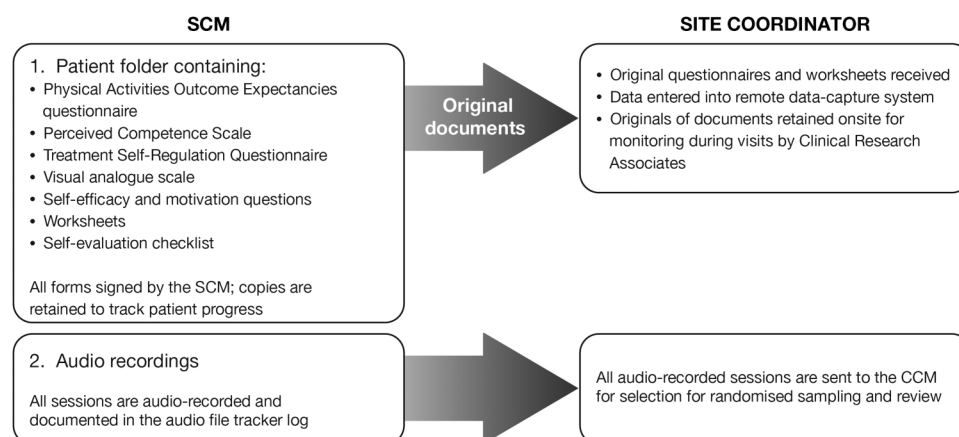 SCM
1. Patient folder containing:
• Physical Activities Outcome Expectancies
questionnaire
• Perceived Competence Scale
• Treatment Self-Regulation Questionnaire
• Visual analogue scale
• Self-efficacy and motivation questions
• Worksheets
• Self-evaluation checklist
All forms signed by the SCM; copies are
retained to track patient progress
Original
documents
SITE COORDINATOR
• Original questionnaires and worksheets received
• Data entered into remote data-capture system
• Originals of documents retained onsite for
monitoring during visits by Clinical Research
Associates
2. Audio recordings
All sessions are audio-recorded and
documented in the audio file tracker log
All audio-recorded sessions are sent to the CCM
for selection for randomised sampling and review